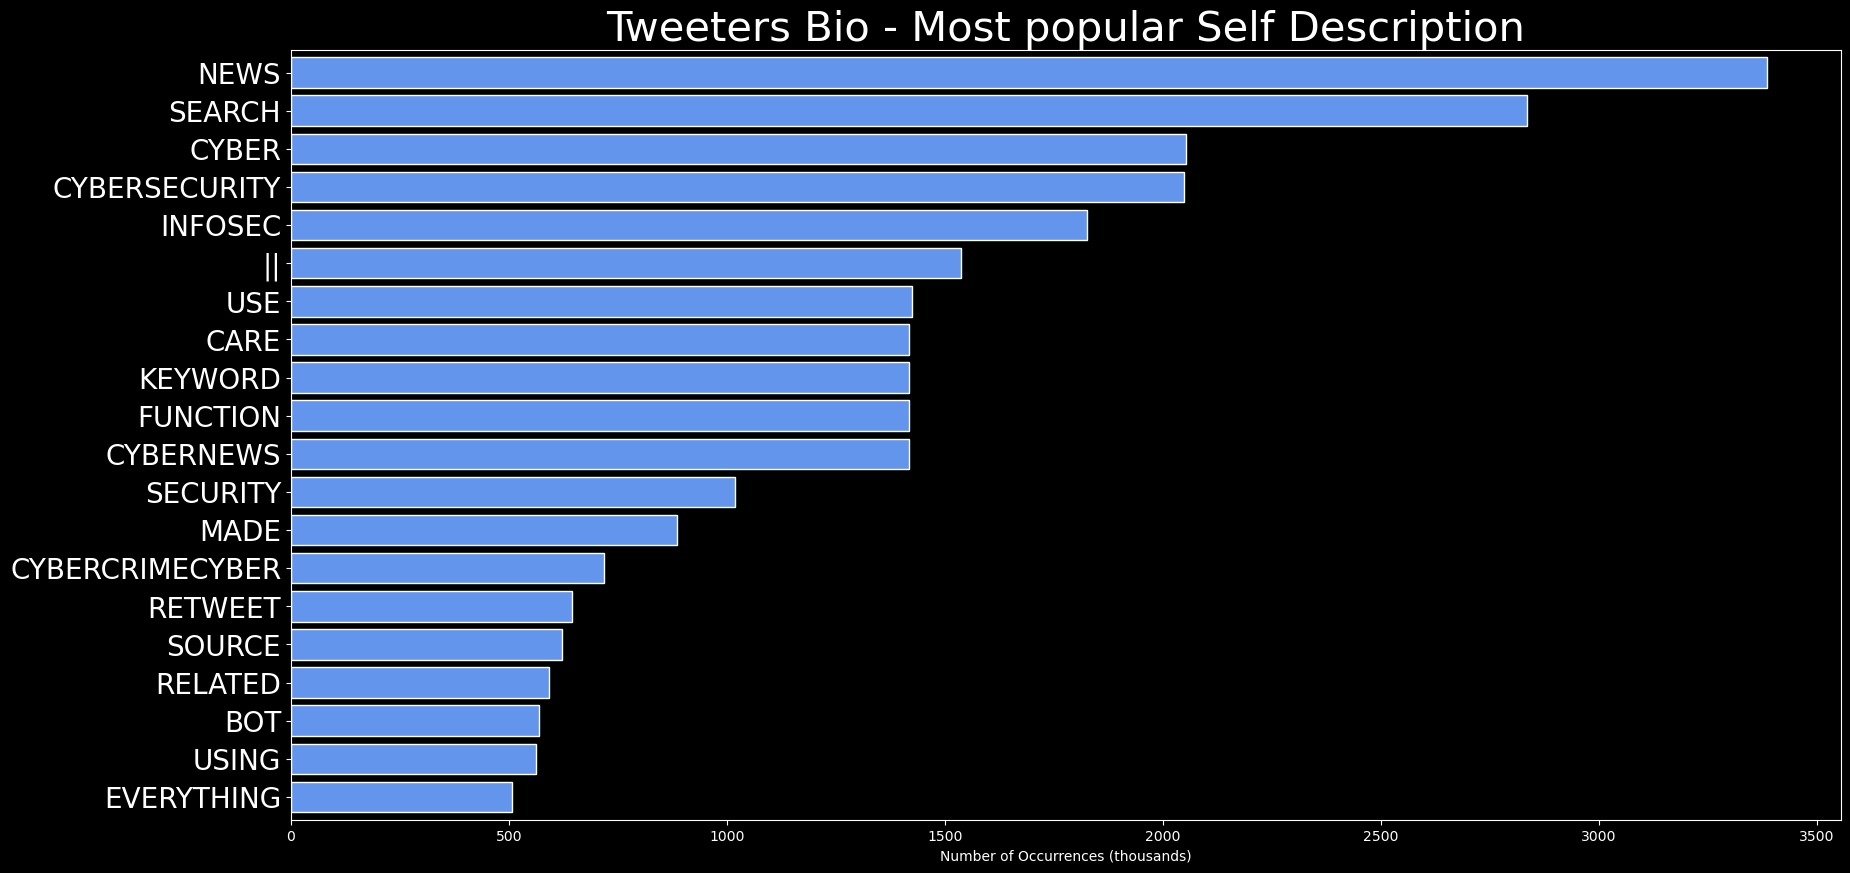 Tweeters Bio - Most popular Self Description
NEWS
SEARCH
CYBER
CYBERSECURITY
INFOSEC
||
USE
CARE
KEYWORD
FUNCTION
CYBERNEWS
SECURITY
MADE
CYBERCRIMECYBER
RETWEET
SOURCE
RELATED
BOT
USING
EVERYTHING
0 500 1000 1500 2000 2500 3000 3500
Number of Occurrences (thousands)